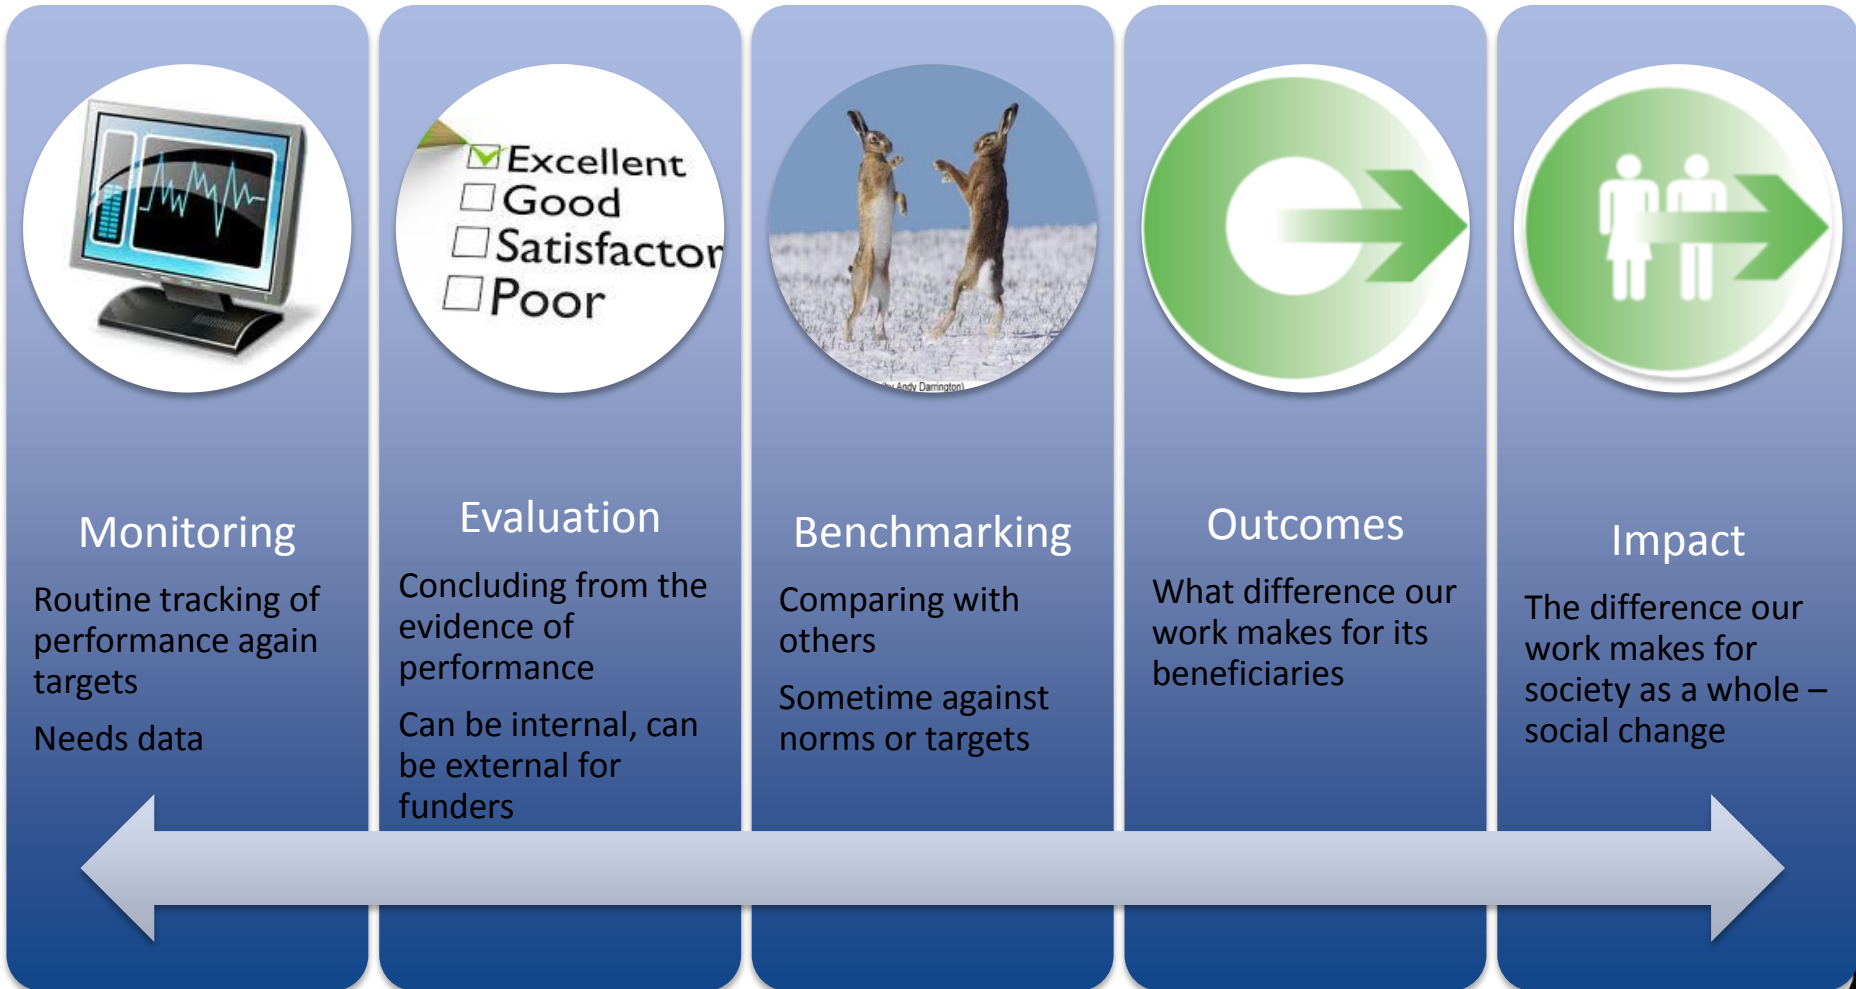 Excellent
Good
Satisfactor
Poor
by Andy Darrington)
Monitoring
Routine tracking of
performance again
targets
Needs data
Evaluation
Concluding from the
evidence of
performance
Can be internal, can
be external for
funders
Benchmarking
Comparing with
others
Sometime against
norms or targets
Outcomes
What difference our
work makes for its
beneficiaries
Impact
The difference our
work makes for
society as a whole –
social change